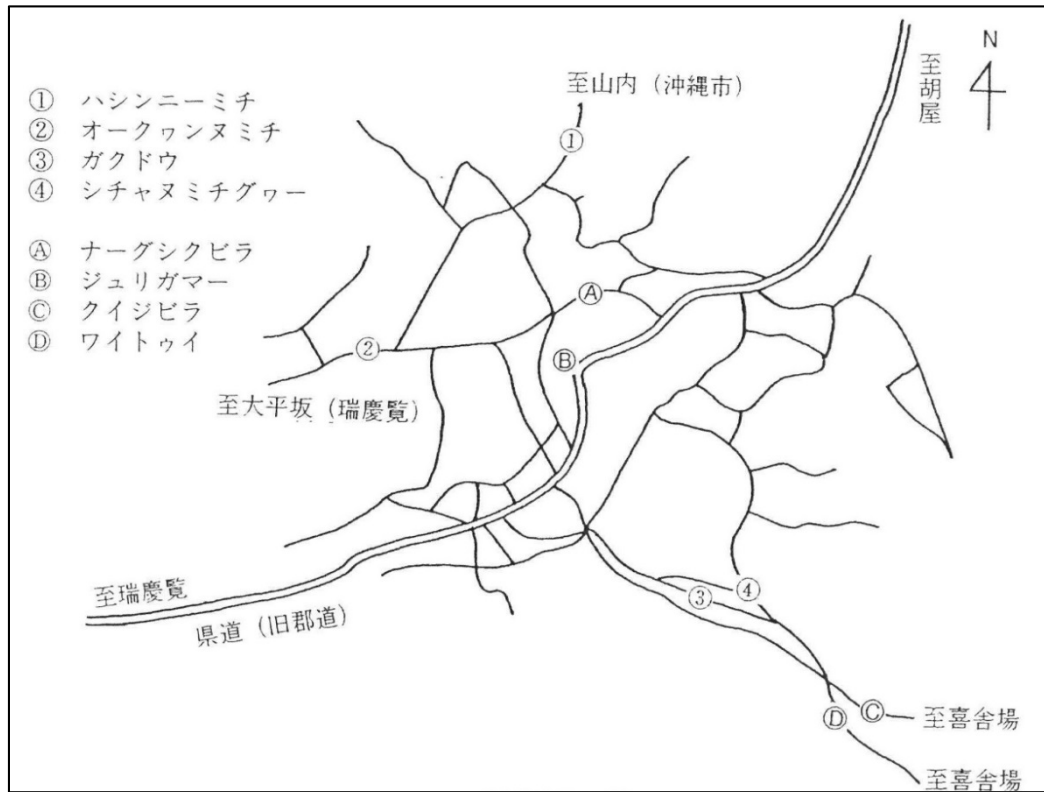 ① ハシンニーミチ
② オークヮンヌミチ
③ ガクドウ
④ シチャヌミチグヮー
Ⓐ ナーグシクビラ
Ⓑ ジュリガマー
Ⓒ クイジビラ
Ⓓ ワイトゥイ
至山内（沖縄市）
至胡屋
N
①
Ⓐ
②
Ⓑ
至大平坂（瑞慶覧）
至瑞慶覧
県道（旧郡道）
③
④
Ⓒ
Ⓓ
至喜舎場
至喜舎場